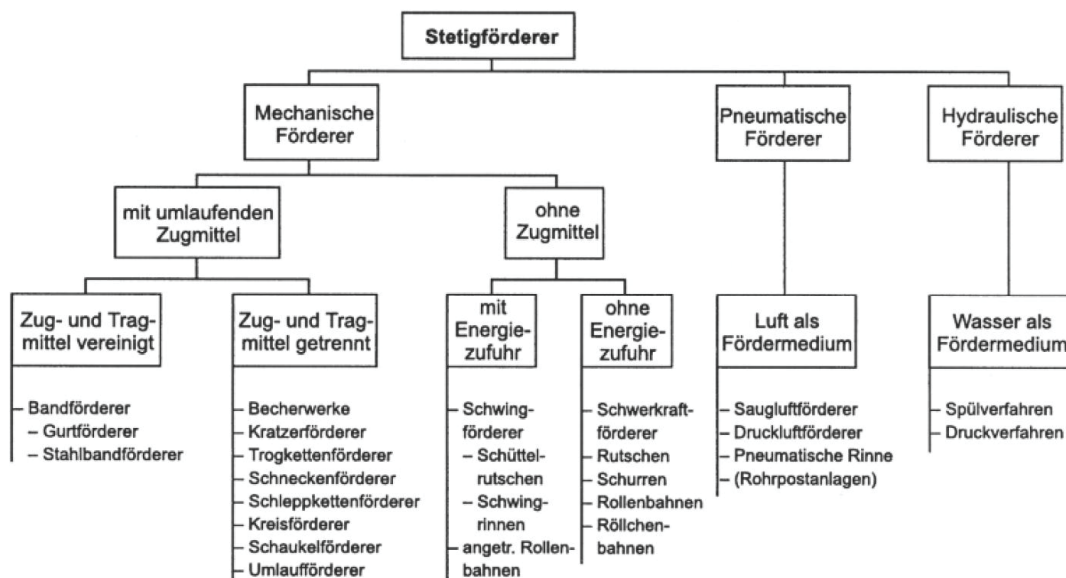 Stetigförderer
Mechanische
Förderer
Pneumatische
Förderer
Hydraulische
Förderer
mit umlaufenden
Zugmittel
ohne
Zugmittel
Zug- und Trag-
mittel vereinigt
Zug- und Trag-
mittel getrennt
mit
Energie-
zufuhr
ohne
Energie-
zufuhr
Luft als
Fördermedium
Wasser als
Fördermedium
– Bandförderer
– Gurtförderer
– Stahlbandförderer
– Becherwerke
– Kratzerförderer
– Trogkettenförderer
– Schneckenförderer
– Schleppkettenförderer
– Kreisförderer
– Schaukelförderer
– Umlaufförderer
– Schwing-
förderer
– Schüttel-
rutschen
– Schwing-
rinnen
– angetr. Rollen-
bahnen
– Schwerkraft-
förderer
– Rutschen
– Schurren
– Rollenbahnen
– Röllchen-
bahnen
– Saugluftförderer
– Druckluftförderer
– Pneumatische Rinne
– (Rohrpostanlagen)
– Spülverfahren
– Druckverfahren